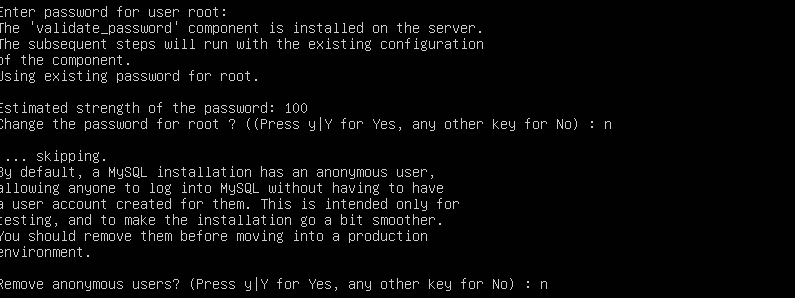 Enter password for user root:
The 'validate_password' component is installed on the server.
The subsequent steps will run with the existing configuration
of the component.
Using existing password for root.
Estimated strength of the password: 100
Change the password for root ? ((Press y|Y for Yes, any other key for No) : n
... skipping.
By default, a MySQL installation has an anonymous user,
allowing anyone to log into MySQL without having to have
a user account created for them. This is intended only for
testing, and to make the installation go a bit smoother.
You should remove them before moving into a production
environment.
Remove anonymous users? (Press y|Y for Yes, any other key for No) : n